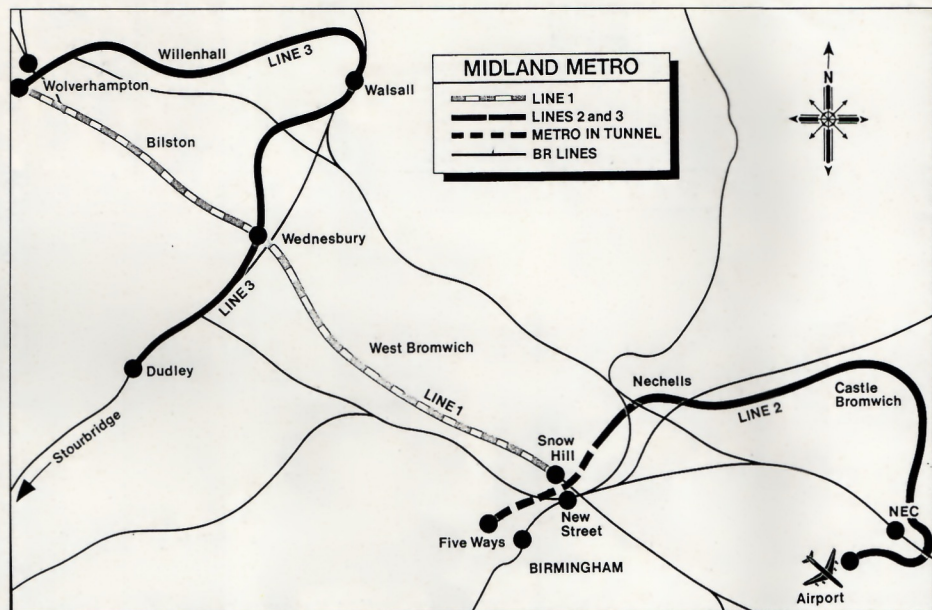 Willenhall
LINE 3
Wolverhampton
Walsall
Bilston
MIDLAND METRO
LINE 1
LINES 2 and 3
METRO IN TUNNEL
BR LINES
N
Wednesbury
LINE 3
Dudley
Stourbridge
West Bromwich
LINE 1
Nechells
LINE 2
Castle
Bromwich
Snow
Hill
New
Street
Five Ways
BIRMINGHAM
NEC
Airport